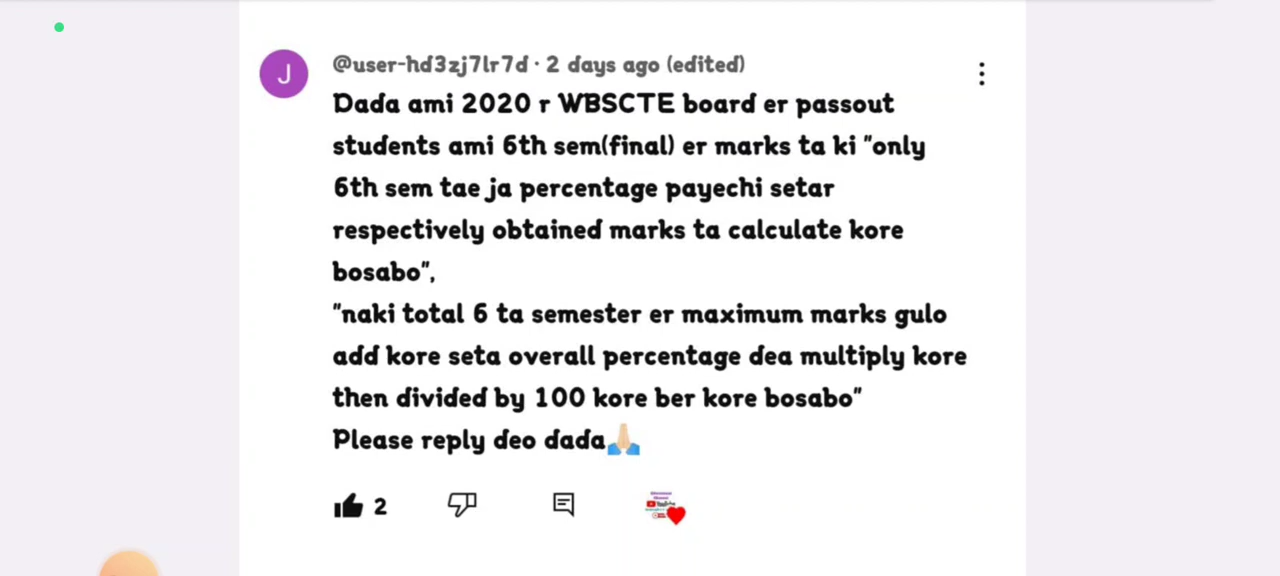 J
@user-hd3zj7lr7d · 2 days ago (edited)
Dada ami 2020 r WBSCTE board er passout
students ami 6th sem(final) er marks ta ki "only
6th sem tae ja percentage payechi setar
respectively obtained marks ta calculate kore
bosabo",
"naki total 6 ta semester er maximum marks gulo
add kore seta overall percentage dea multiply kore
then divided by 100 kore ber kore bosabo"
Please reply deo dada🙏🏻
2